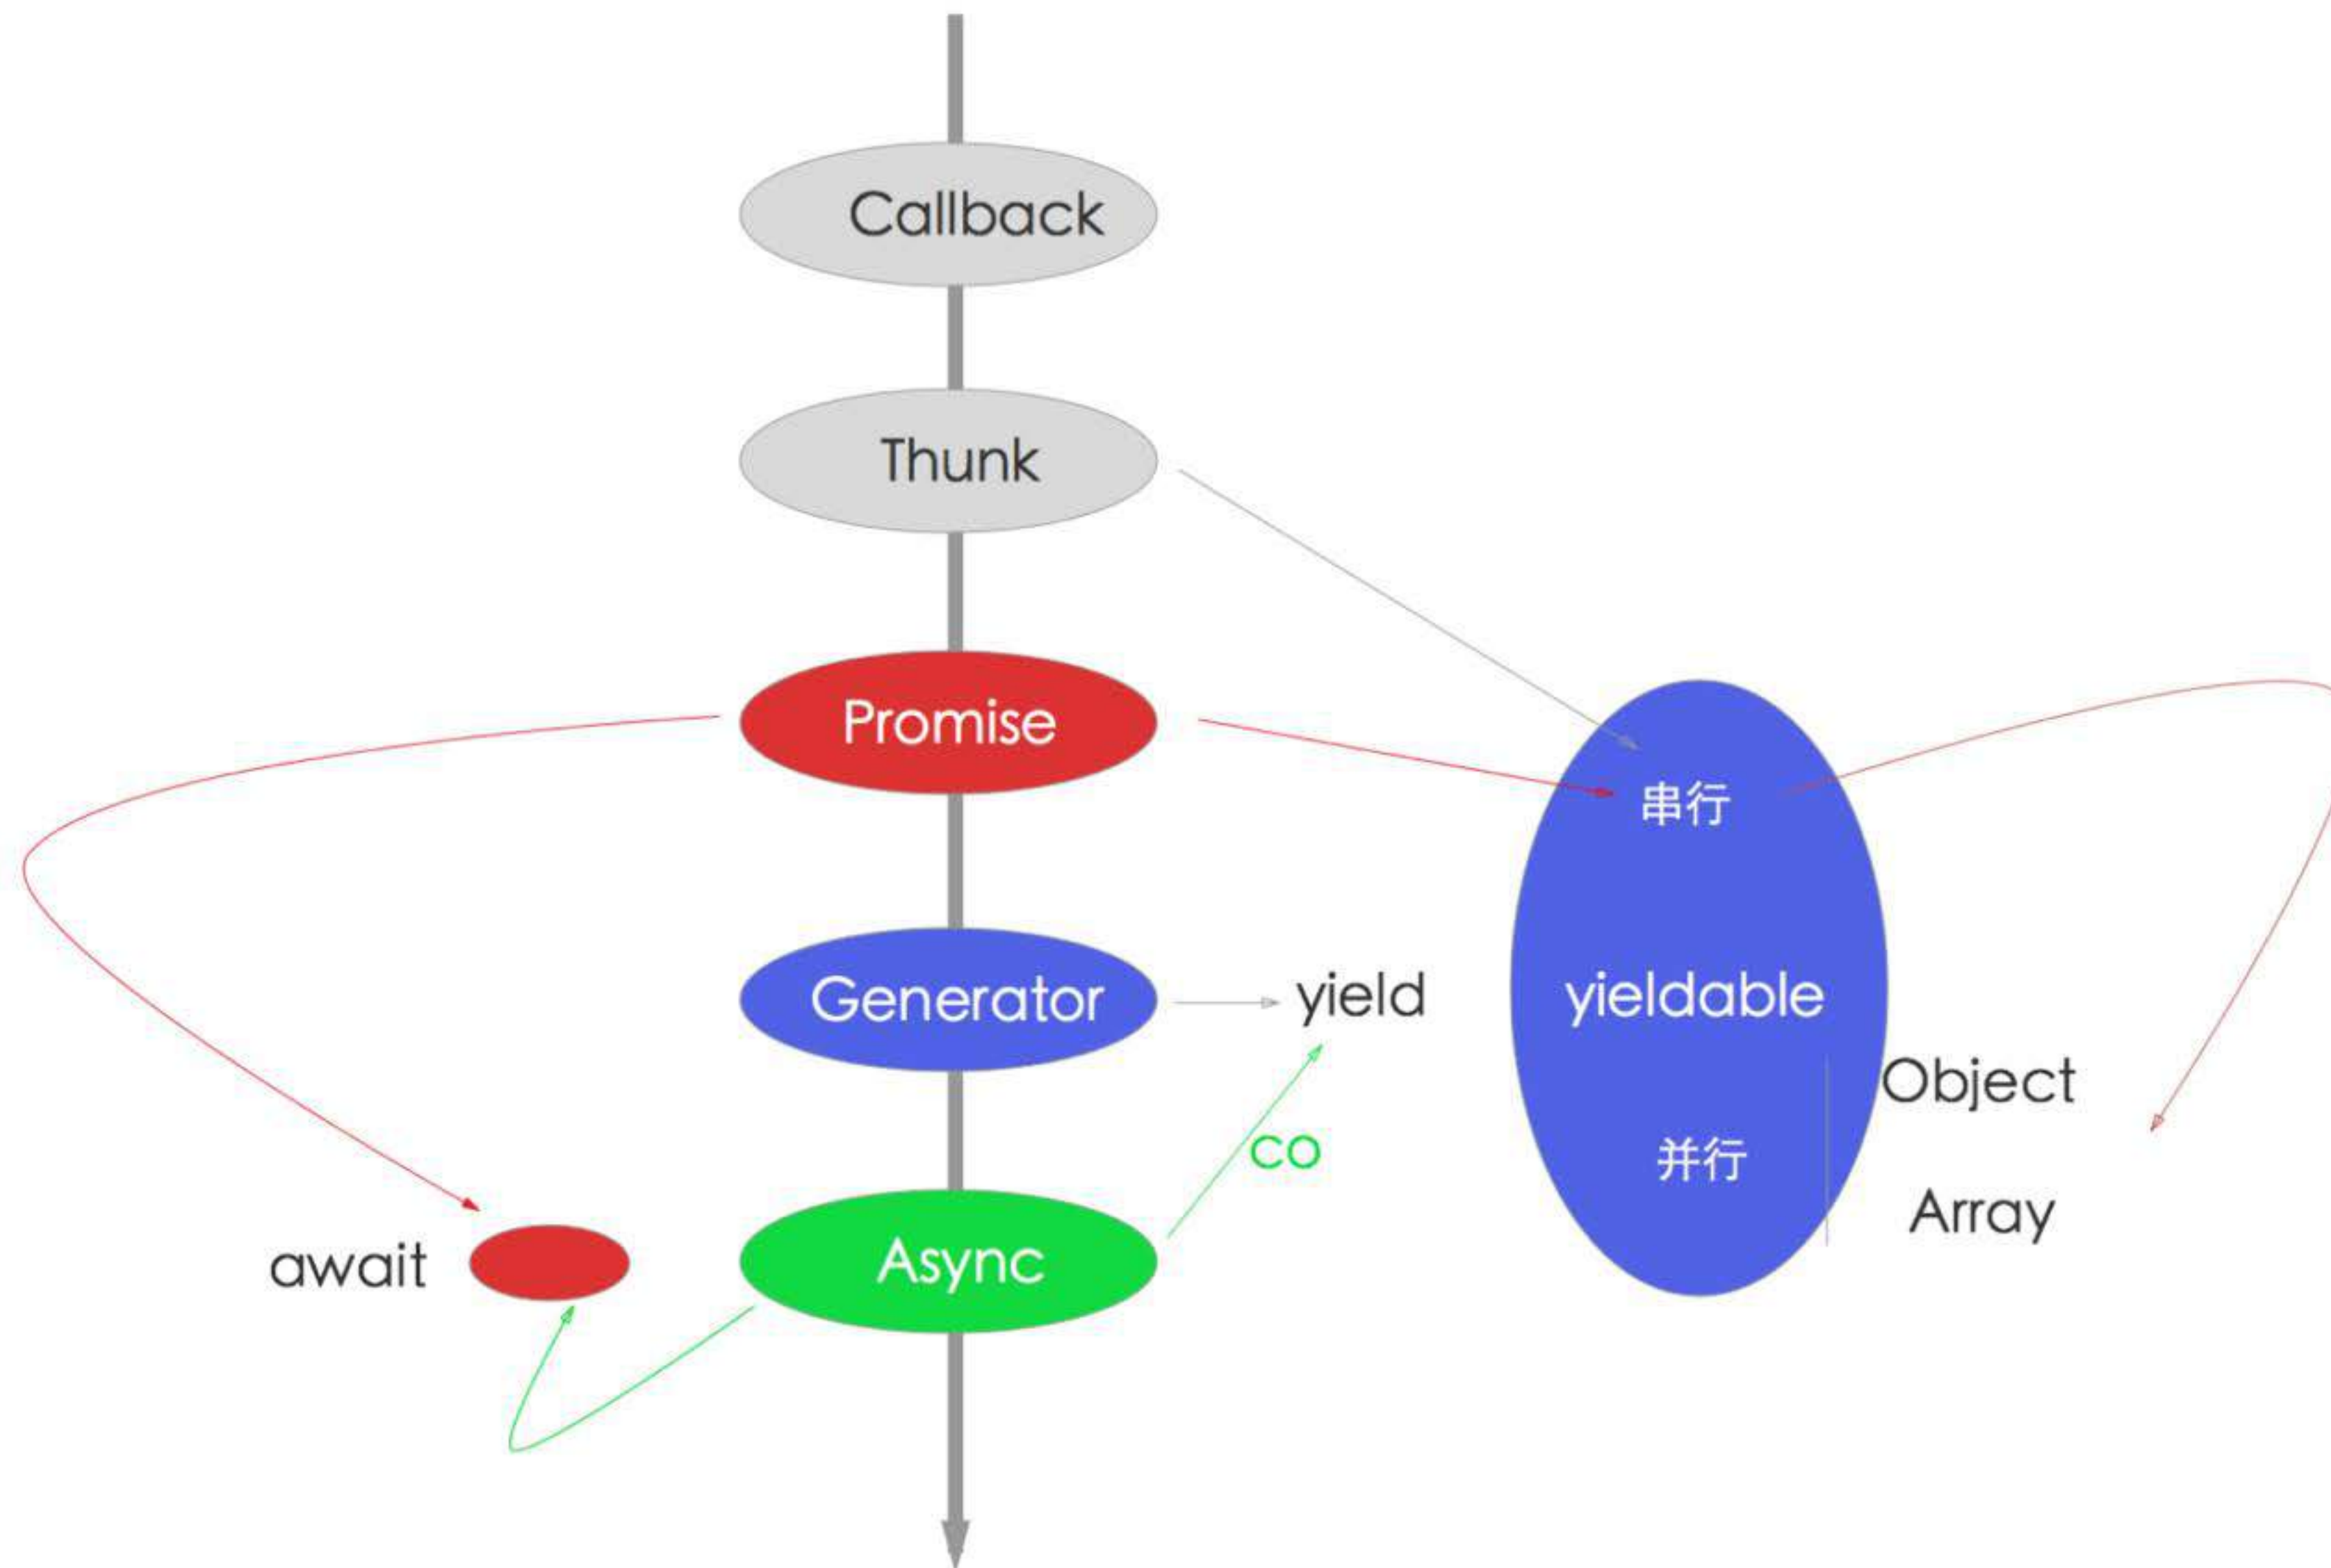 Callback
Thunk
Promise
串行
Generator
yield
yieldable
Object
co
并行
Array
await
Async